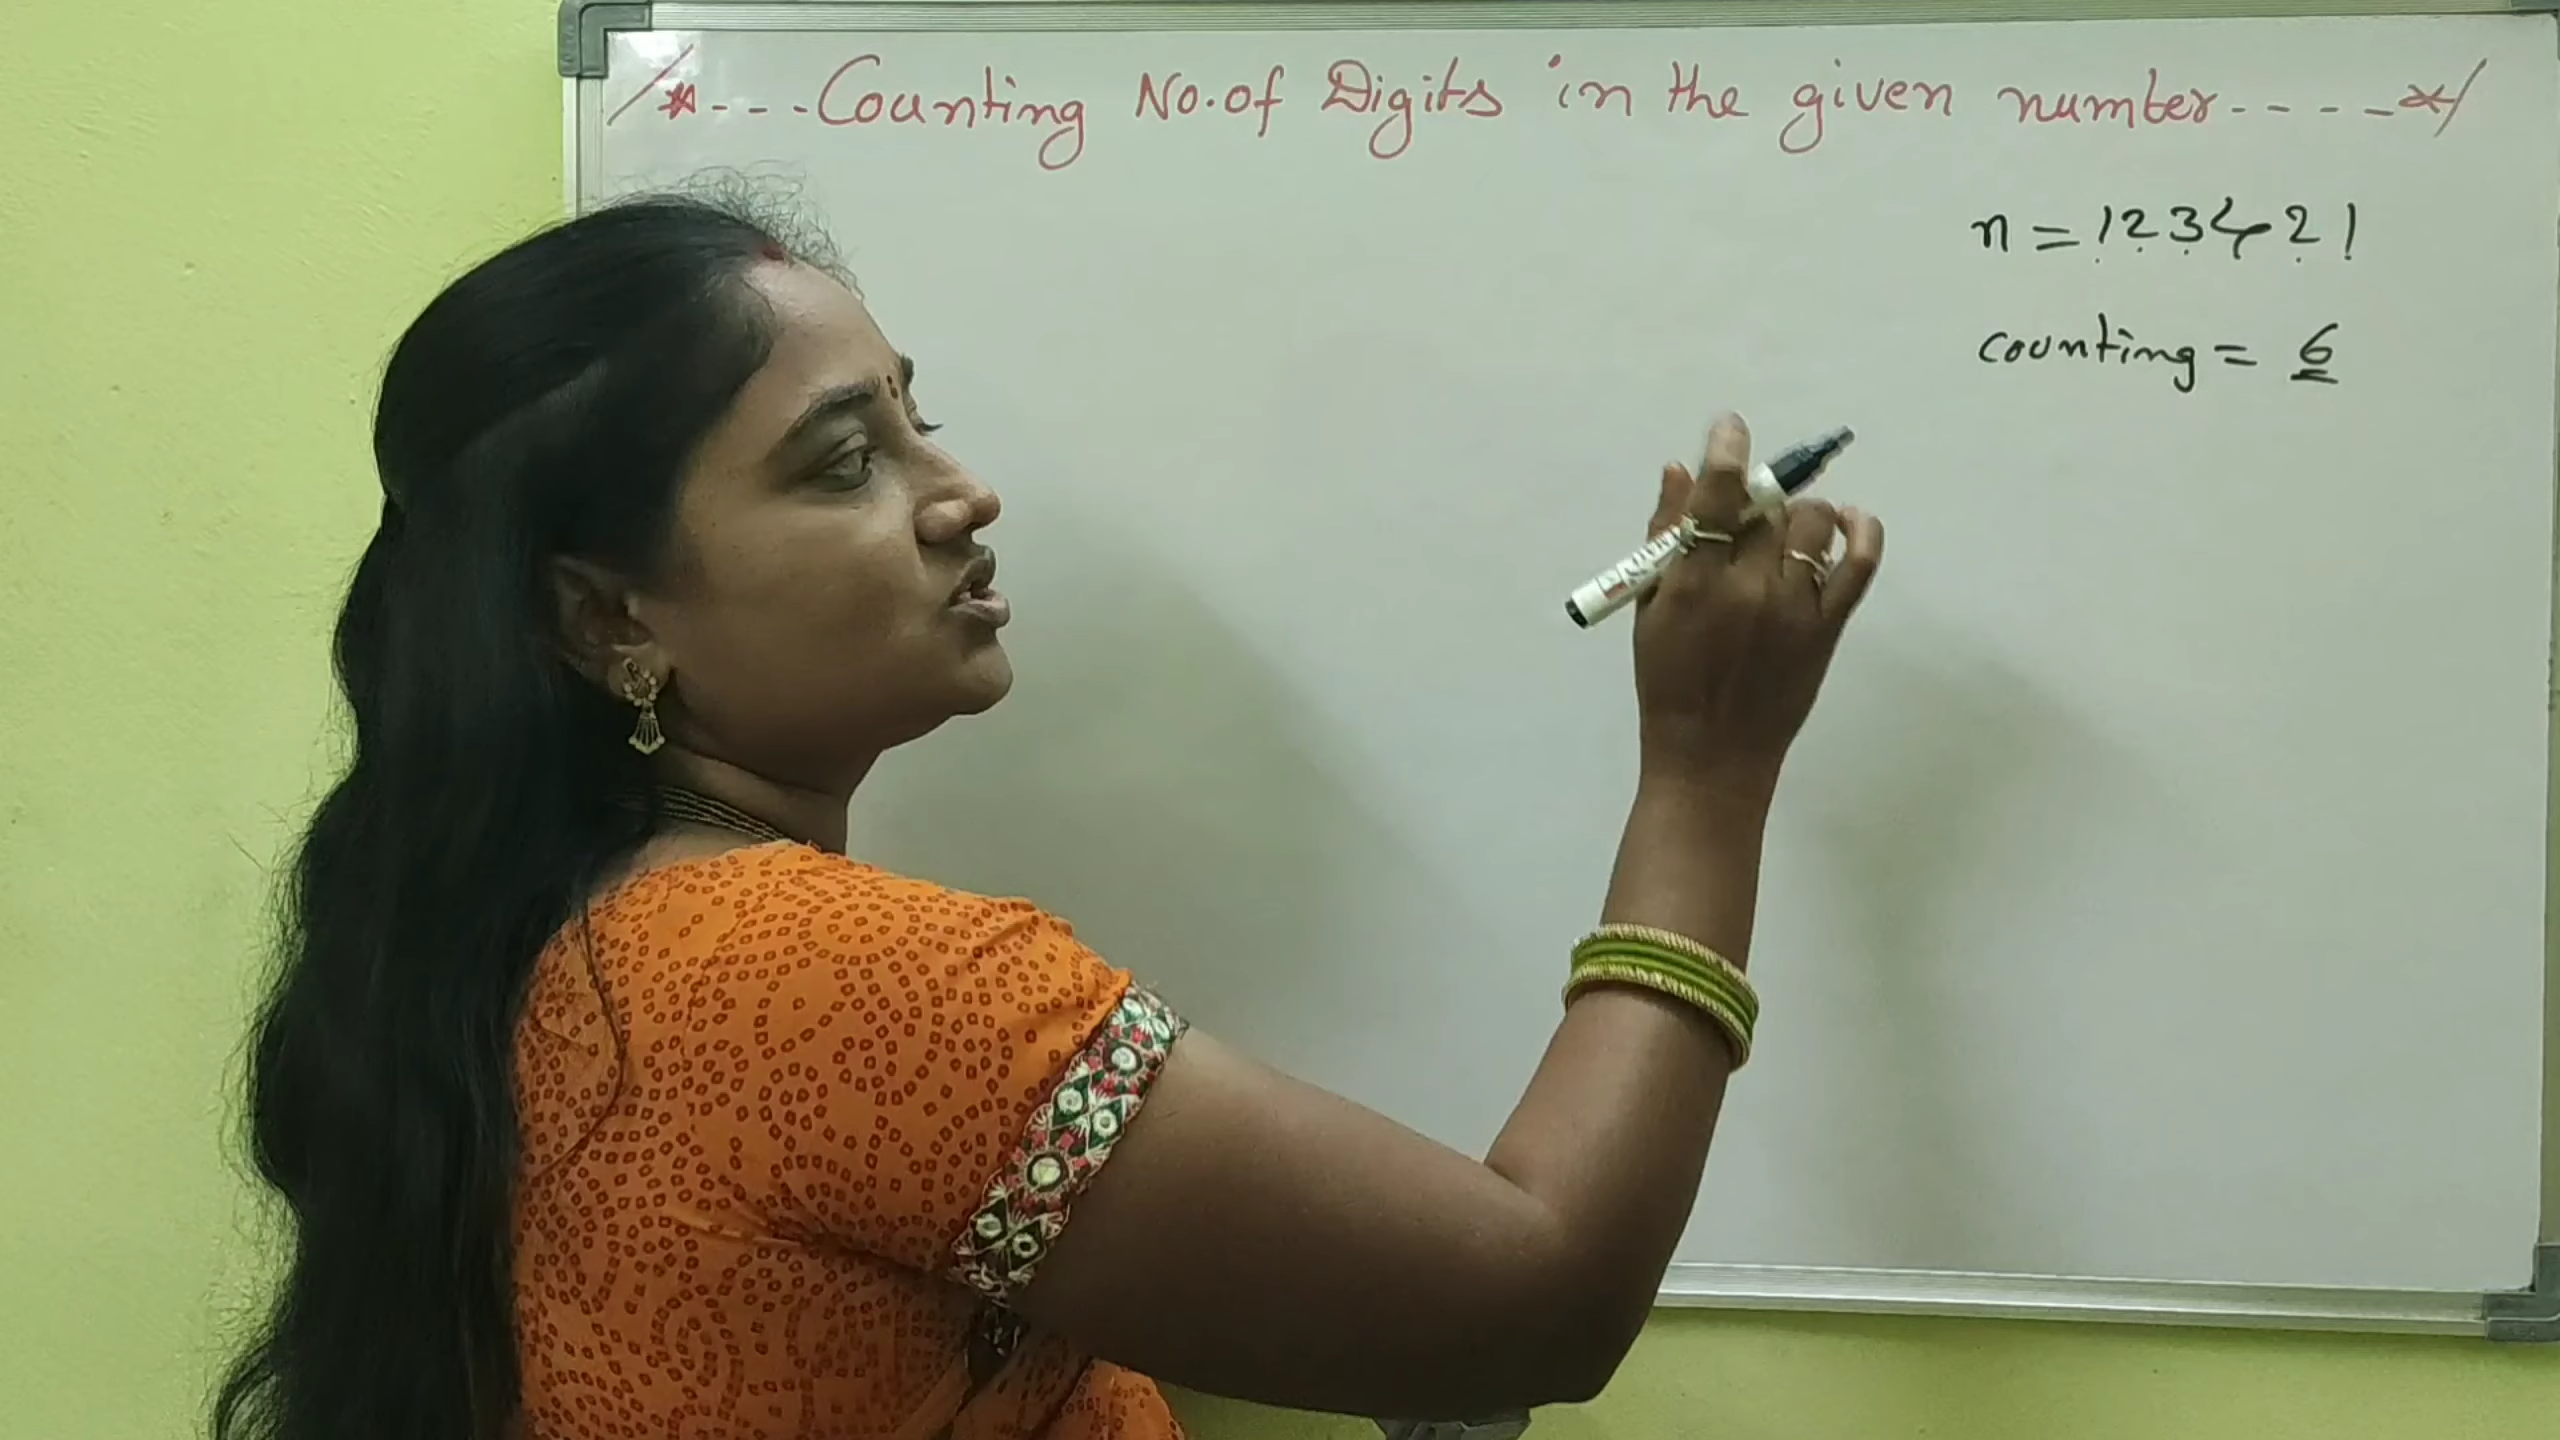 /*---Counting No.of Digits in the given number----*/
n = 123421
counting = 6